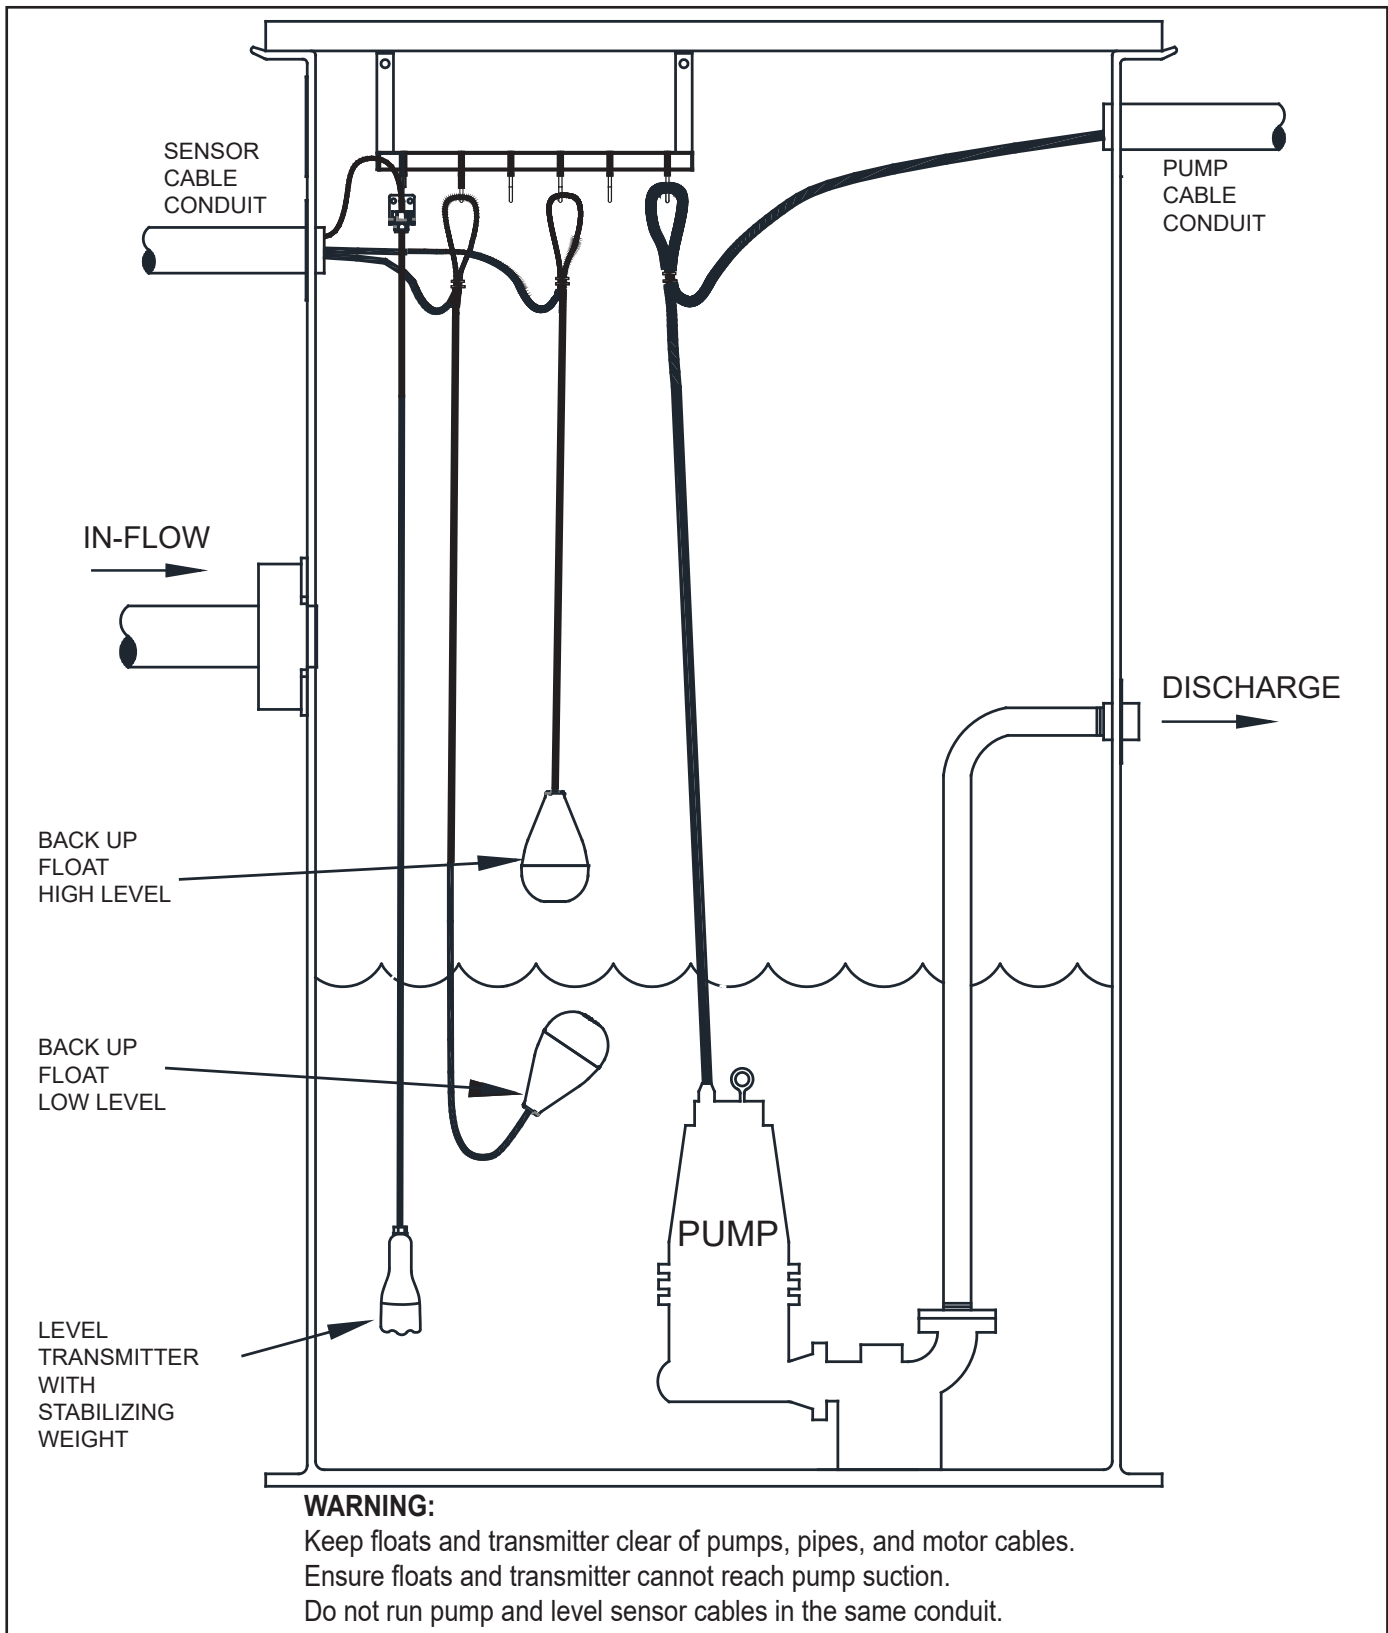 SENSOR
CABLE
CONDUIT
PUMP
CABLE
CONDUIT
IN-FLOW
DISCHARGE
BACK UP
FLOAT
HIGH LEVEL
BACK UP
FLOAT
LOW LEVEL
PUMP
LEVEL
TRANSMITTER
WITH
STABILIZING
WEIGHT
WARNING:
Keep floats and transmitter clear of pumps, pipes, and motor cables.
Ensure floats and transmitter cannot reach pump suction.
Do not run pump and level sensor cables in the same conduit.